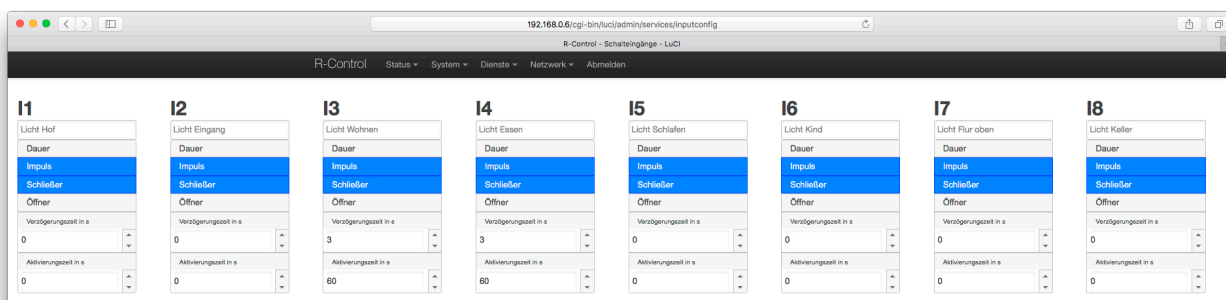 192.168.0.6/cgi-bin/luci/admin/services/inputconfig
R-Control - Schalteingänge - LuCI
R-Control Status System Dienste Netzwerk Abmelden
I1 I2 I3 I4 I5 I6 I7 I8
Licht Hof Licht Eingang Licht Wohnen Licht Essen Licht Schlafen Licht Kind Licht Flur oben Licht Keller
Dauer Dauer Dauer Dauer Dauer Dauer Dauer Dauer
Impuls Impuls Impuls Impuls Impuls Impuls Impuls Impuls
Schließer Schließer Schließer Schließer Schließer Schließer Schließer Schließer
Öffner Öffner Öffner Öffner Öffner Öffner Öffner Öffner
Verzögerungszeit in s Verzögerungszeit in s Verzögerungszeit in s Verzögerungszeit in s Verzögerungszeit in s Verzögerungszeit in s Verzögerungszeit in s Verzögerungszeit in s
0 0 3 3 0 0 0 0
Aktivierungszeit in s Aktivierungszeit in s Aktivierungszeit in s Aktivierungszeit in s Aktivierungszeit in s Aktivierungszeit in s Aktivierungszeit in s Aktivierungszeit in s
0 0 60 60 0 0 0 0